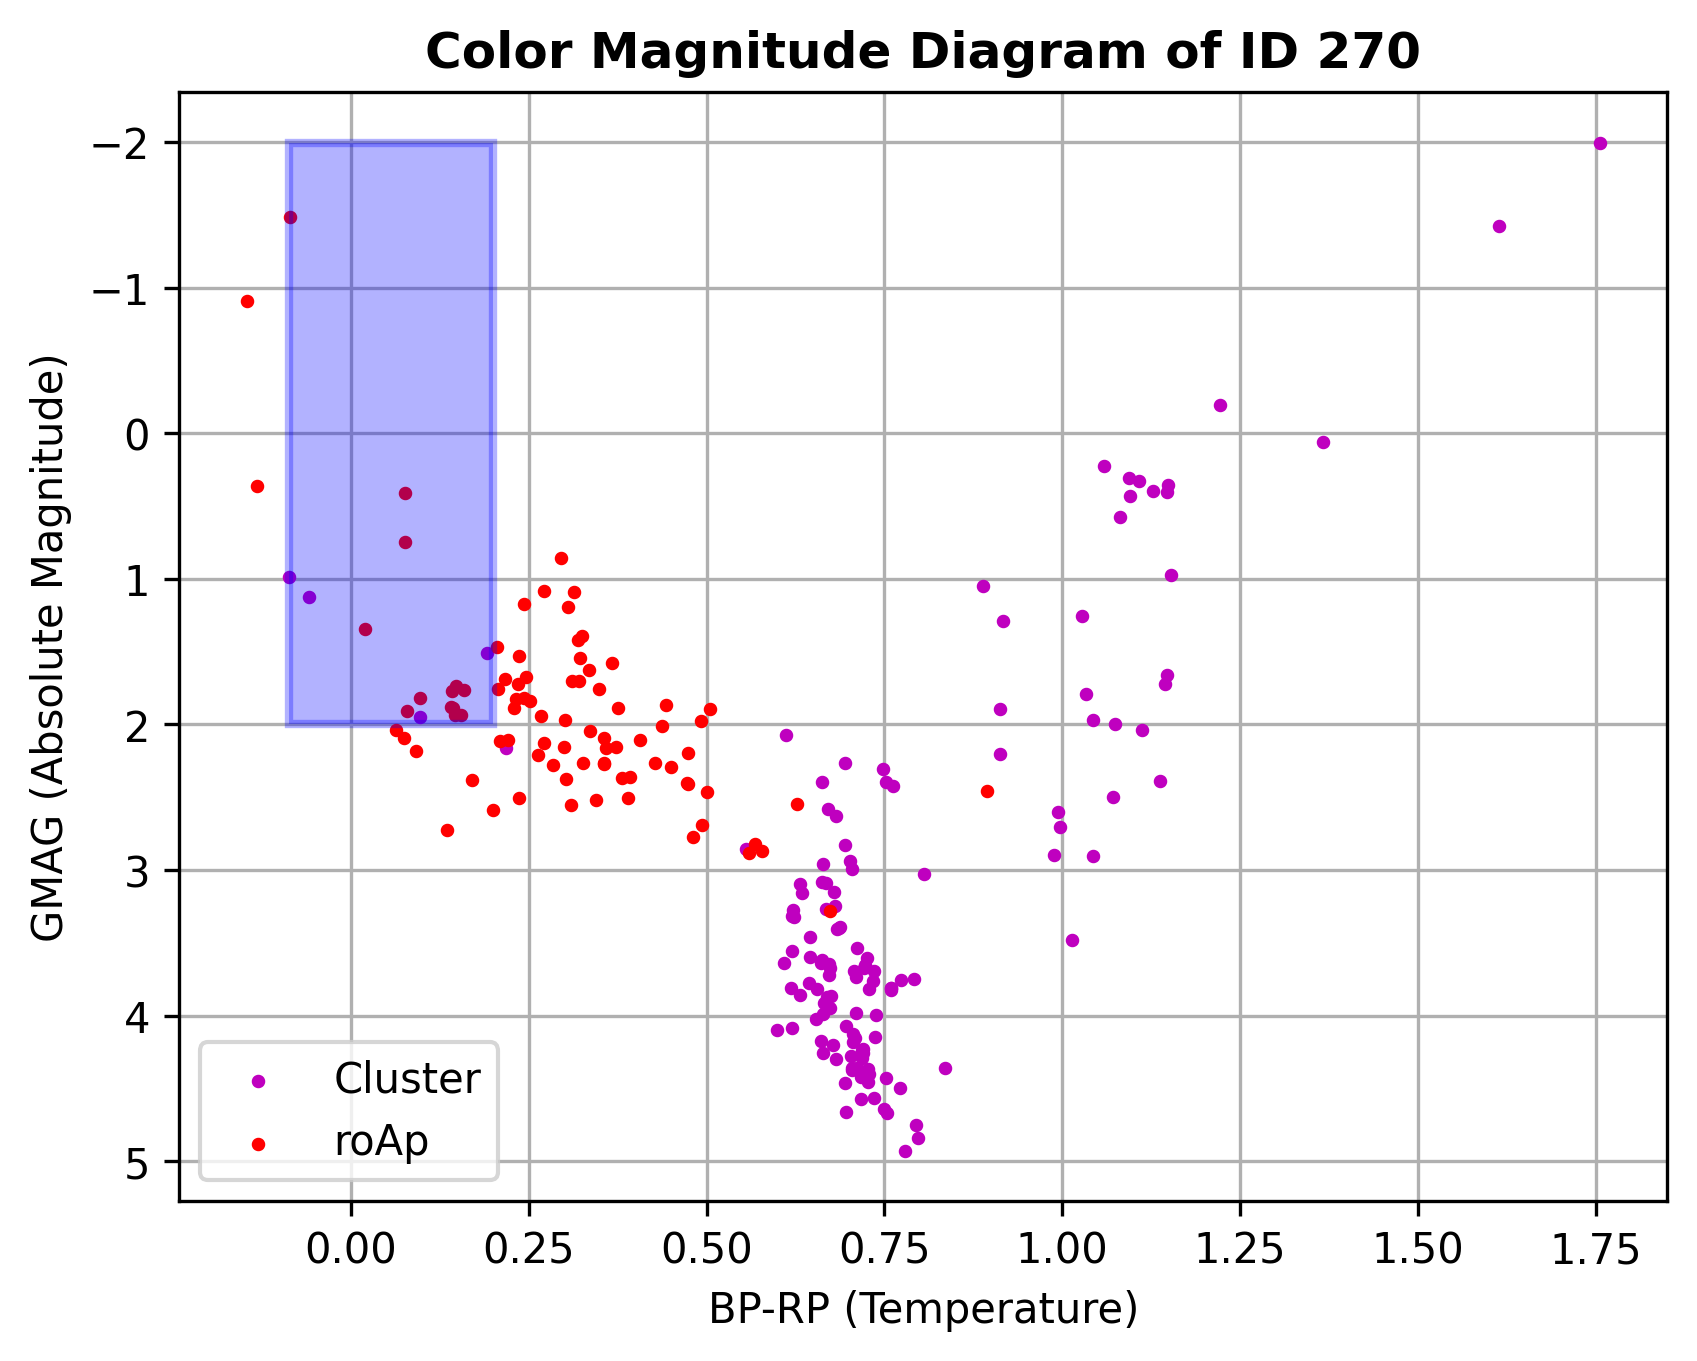 Color Magnitude Diagram of ID 270
−2
−1
0
1
2
3
4
5
GMAG (Absolute Magnitude)
Cluster
roAp
0.00 0.25 0.50 0.75 1.00 1.25 1.50 1.75
BP-RP (Temperature)